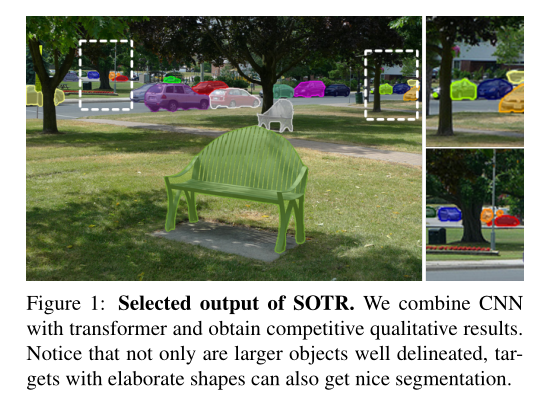 Figure 1: Selected output of SOTR. We combine CNN
with transformer and obtain competitive qualitative results.
Notice that not only are larger objects well delineated, tar-
gets with elaborate shapes can also get nice segmentation.